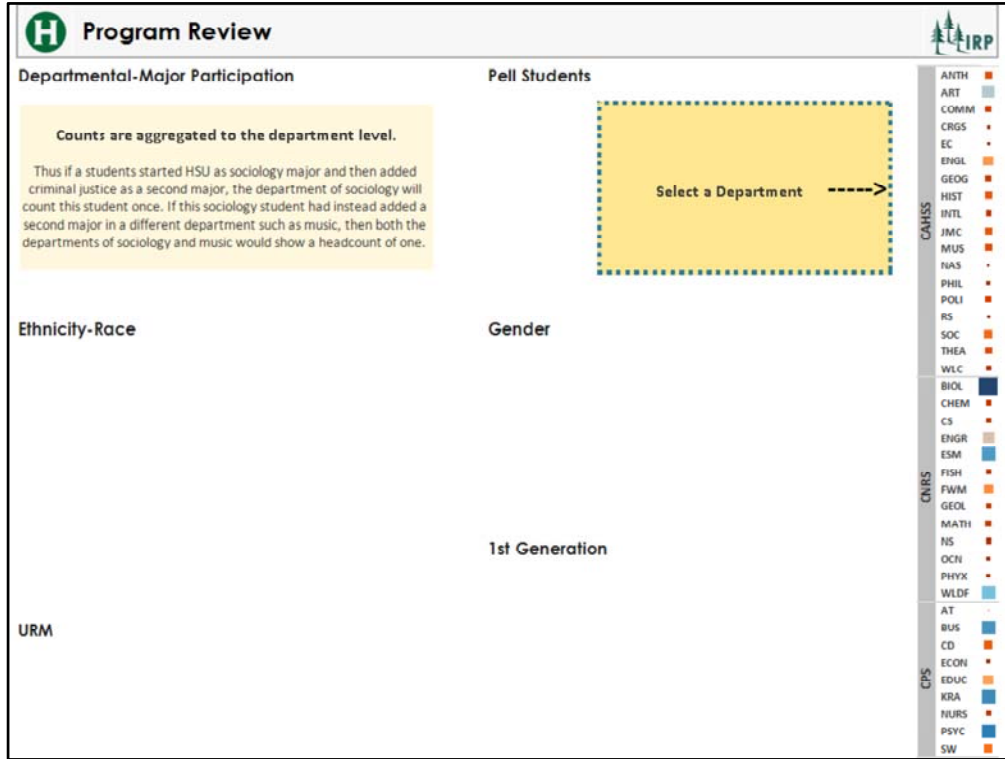 H Program Review
IRP
Departmental-Major Participation
Counts are aggregated to the department level.
Thus if a students started HSU as sociology major and then added
criminal justice as a second major, the department of sociology will
count this student once. If this sociology student had instead added a
second major in a different department such as music, then both the
departments of sociology and music would show a headcount of one.
Pell Students
Select a Department ----->
Ethnicity-Race
Gender
1st Generation
URM
CAHSS
ANTH
ART
COMM
CRGS
EC
ENGL
GEOG
HIST
INTL
JMC
MUS
NAS
PHIL
POLI
RS
SOC
THEA
WLC
CNRS
BIOL
CHEM
CS
ENGR
ESM
FISH
FWM
GEOL
MATH
NS
OCN
PHYX
WLDF
CPS
AT
BUS
CD
ECON
EDUC
KRA
NURS
PSYC
SW